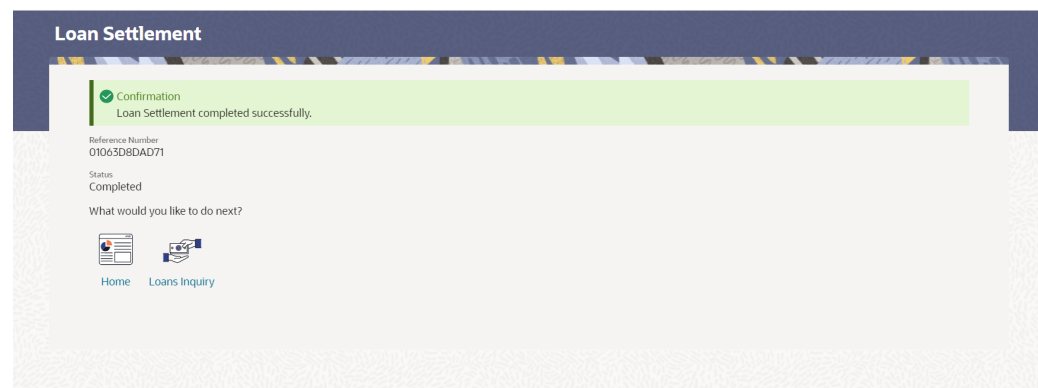 Loan Settlement
Confirmation
Loan Settlement completed successfully.
Reference Number
01063D8DAD71
Status
Completed
What would you like to do next?
Home Loans Inquiry